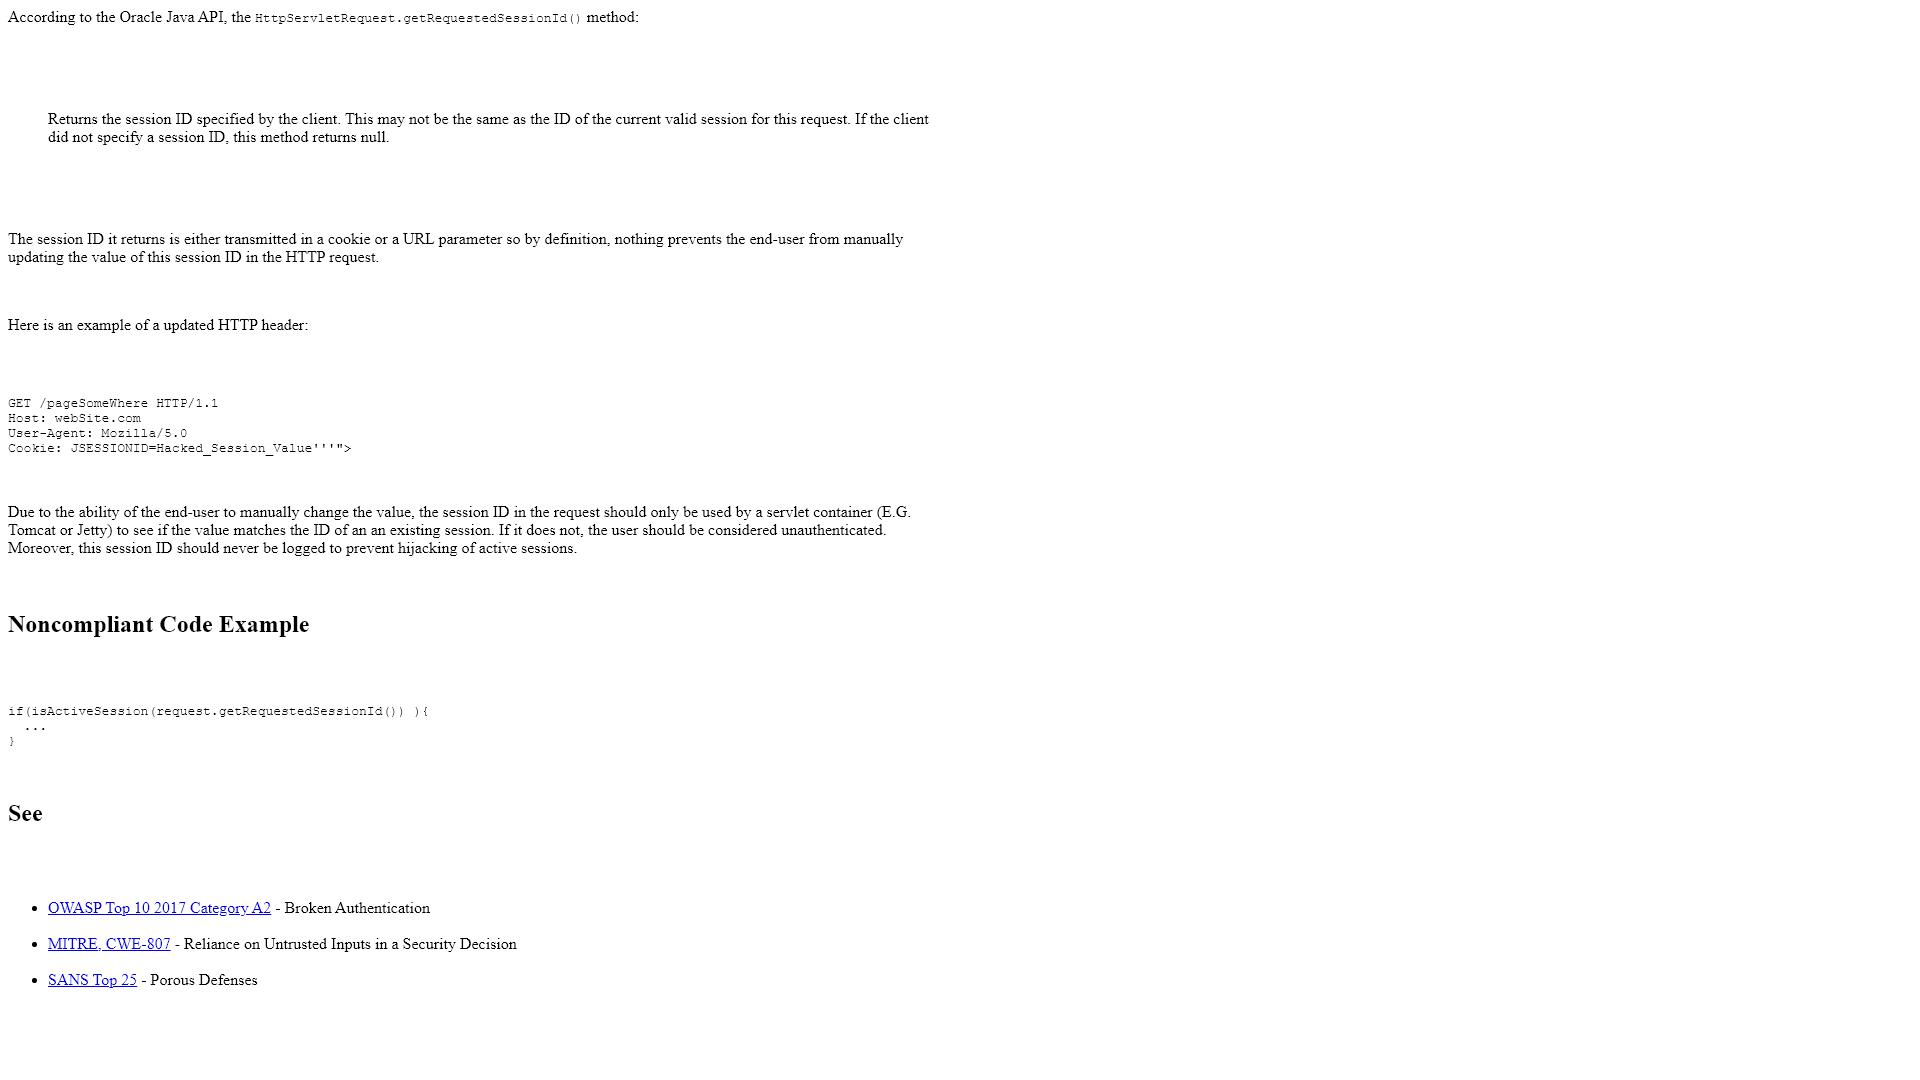 According to the Oracle Java API, the HttpServletRequest.getRequestedSessionId() method:
Returns the session ID specified by the client. This may not be the same as the ID of the current valid session for this request. If the client
did not specify a session ID, this method returns null.
The session ID it returns is either transmitted in a cookie or a URL parameter so by definition, nothing prevents the end-user from manually
updating the value of this session ID in the HTTP request.
Here is an example of a updated HTTP header:
GET /pageSomeWhere HTTP/1.1
Host: webSite.com
User-Agent: Mozilla/5.0
Cookie: JSESSIONID=Hacked_Session_Value'''">
Due to the ability of the end-user to manually change the value, the session ID in the request should only be used by a servlet container (E.G.
Tomcat or Jetty) to see if the value matches the ID of an an existing session. If it does not, the user should be considered unauthenticated.
Moreover, this session ID should never be logged to prevent hijacking of active sessions.
Noncompliant Code Example
if(isActiveSession(request.getRequestedSessionId()) ){
  ...
}
See
• OWASP Top 10 2017 Category A2 - Broken Authentication
• MITRE, CWE-807 - Reliance on Untrusted Inputs in a Security Decision
• SANS Top 25 - Porous Defenses